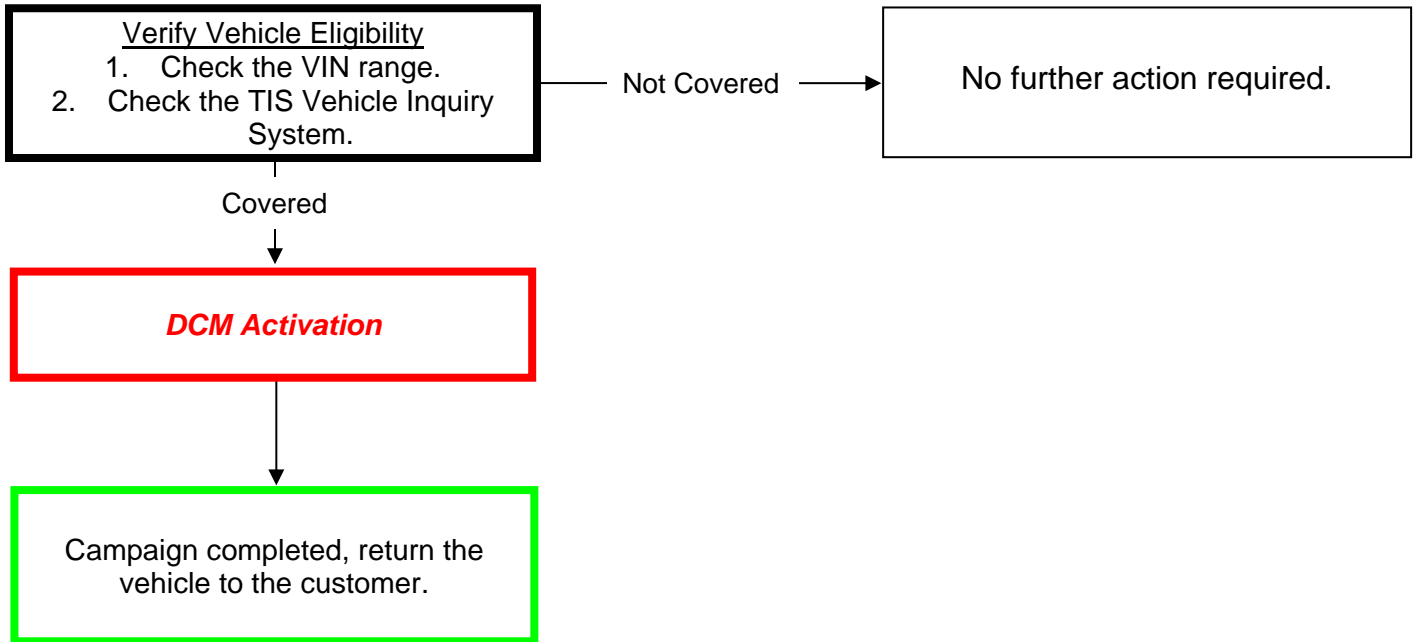 Verify Vehicle Eligibility
1. Check the VIN range.
2. Check the TIS Vehicle Inquiry
System.
Not Covered
No further action required.
Covered
DCM Activation
Campaign completed, return the
vehicle to the customer.